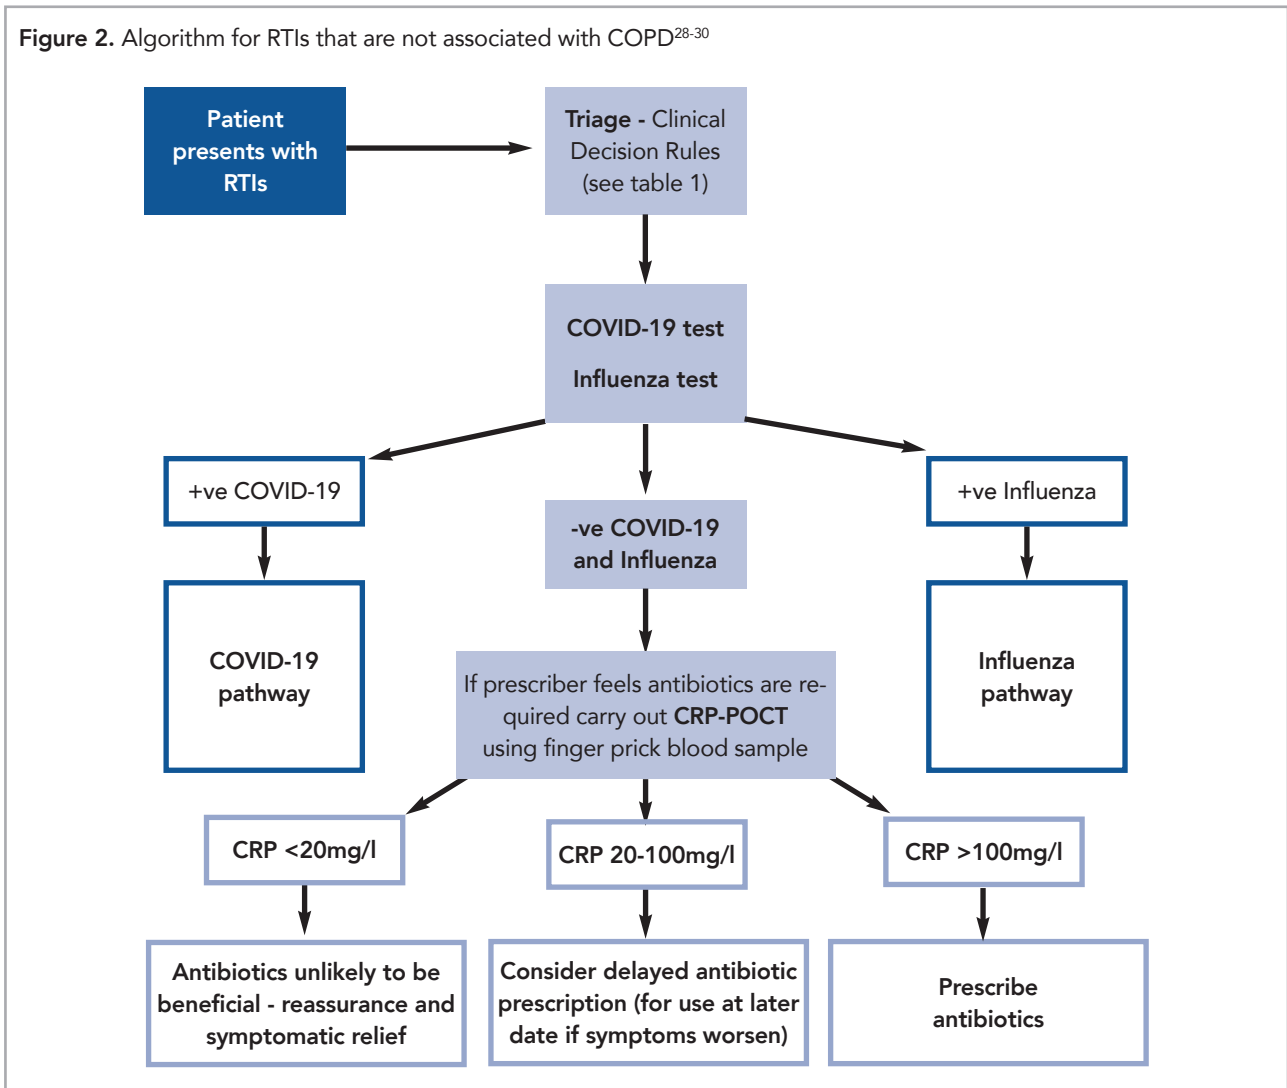 Figure 2. Algorithm for RTIs that are not associated with COPD28-30
Patient
presents with
RTIs
Triage - Clinical
Decision Rules
(see table 1)
COVID-19 test
Influenza test
+ve COVID-19
-ve COVID-19
and Influenza
+ve Influenza
COVID-19
pathway
If prescriber feels antibiotics are re-
quired carry out CRP-POCT
using finger prick blood sample
Influenza
pathway
CRP <20mg/l
CRP 20-100mg/l
CRP >100mg/l
Antibiotics unlikely to be
beneficial - reassurance and
symptomatic relief
Consider delayed antibiotic
prescription (for use at later
date if symptoms worsen)
Prescribe
antibiotics